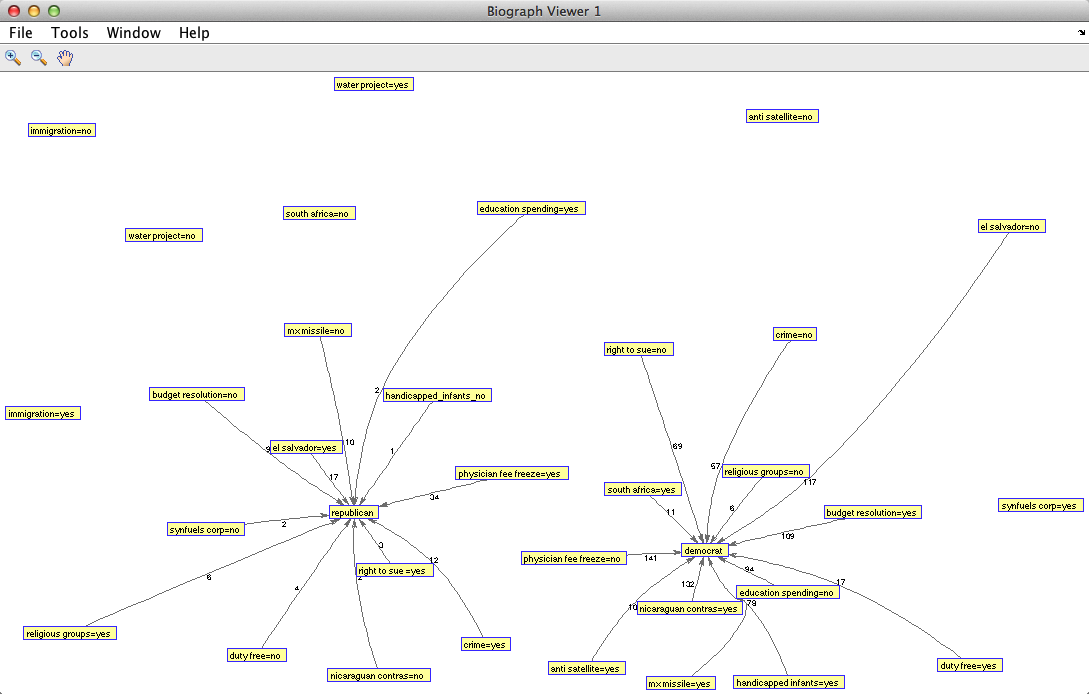 Biograph Viewer 1
File Tools Window Help
water project=yes
anti satellite=no
immigration=no
education spending=yes
south africa=no
el salvador=no
water project=no
mx missile=no
crime=no
right to sue=no
2
budget resolution=no
handicapped_infants_no
immigration=yes
10
9
el salvador=yes
1
69
57
religious groups=no
physician fee freeze=yes
17
117
south africa=yes
34
synfuels corp=yes
6
republican
11
budget resolution=yes
synfuels corp=no
2
109
3
democrat
physician fee freeze=no
141
12
right to sue =yes
94
6
132
17
4
education spending=no
79
nicaraguan contras=yes
religious groups=yes
crime=yes
duty free=no
anti satellite=yes
duty free=yes
nicaraguan contras=no
mx missile=yes
handicapped infants=yes